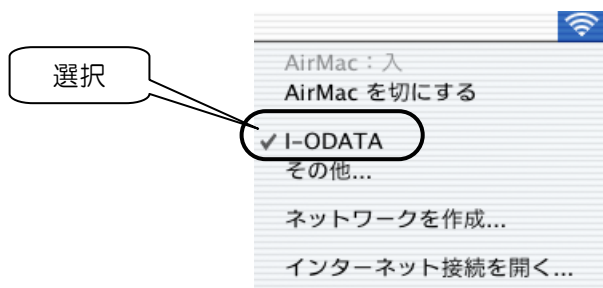 選択
AirMac：入
AirMac を切にする
✓ I-ODATA
その他...
ネットワークを作成...
インターネット接続を開く...